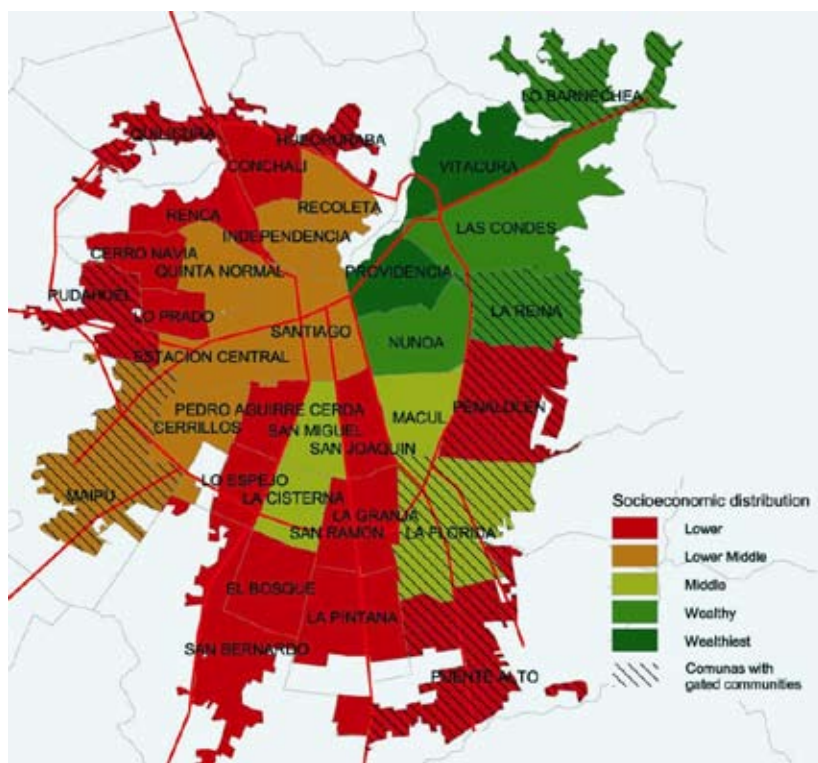 LO BARNECHEA
QUILICURA
HUECHURABA
CONCHALI
VITACURA
RECOLETA
RENCA
LAS CONDES
INDEPENDENCIA
CERRO NAVIA
QUINTA NORMAL
PROVIDENCIA
PUDAHUEL
LA REINA
LO PRADO
SANTIAGO
NUNOA
ESTACION CENTRAL
PEDRO AGUIRRE CERDA
PENALOLEN
MACUL
CERRILLOS
SAN MIGUEL
SAN JOAQUIN
LO ESPEJO
MAIPU
LA CISTERNA
LA GRANJA
SAN RAMON
LA FLORIDA
EL BOSQUE
LA PINTANA
SAN BERNARDO
PUENTE ALTO
Socioeconomic distribution
Lower
Lower Middle
Middle
Wealthy
Wealthiest
Comunas with
gated communities